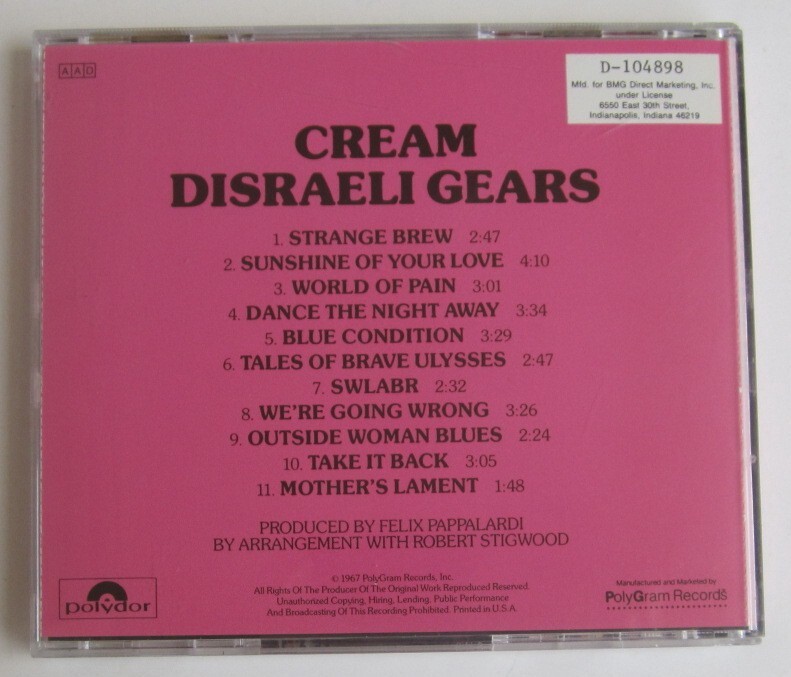 AAD
D-104898
Mfd. for BMG Direct Marketing, Inc.
under License
6550 East 30th Street,
Indianapolis, Indiana 46219
CREAM
DISRAELI GEARS
1. STRANGE BREW 2:47
2. SUNSHINE OF YOUR LOVE 4:10
3. WORLD OF PAIN 3:01
4. DANCE THE NIGHT AWAY 3:34
5. BLUE CONDITION 3:29
6. TALES OF BRAVE ULYSSES 2:47
7. SWLABR 2:32
8. WE'RE GOING WRONG 3:26
9. OUTSIDE WOMAN BLUES 2:24
10. TAKE IT BACK 3:05
11. MOTHER'S LAMENT 1:48
PRODUCED BY FELIX PAPPALARDI
BY ARRANGEMENT WITH ROBERT STIGWOOD
© 1967 PolyGram Records, Inc.
All Rights Of The Producer Of The Original Work Reproduced Reserved.
Unauthorized Copying, Hiring, Lending, Public Performance
And Broadcasting Of This Recording Prohibited. Printed in U.S.A.
polydor
Manufactured and Marketed by
PolyGram Records